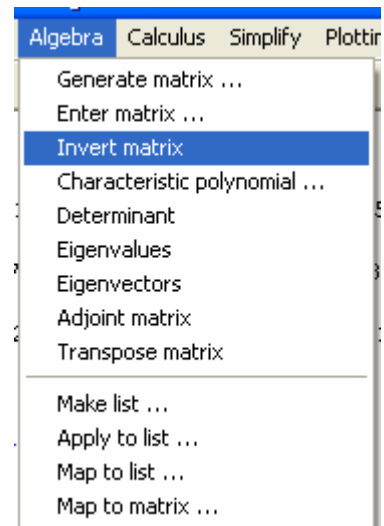 Algebra Calculus Simplify
Generate matrix ...
Enter matrix ...
Invert matrix
Characteristic polynomial ...
Determinant
Eigenvalues
Eigenvectors
Adjoint matrix
Transpose matrix
Make list ...
Apply to list ...
Map to list ...
Map to matrix ...